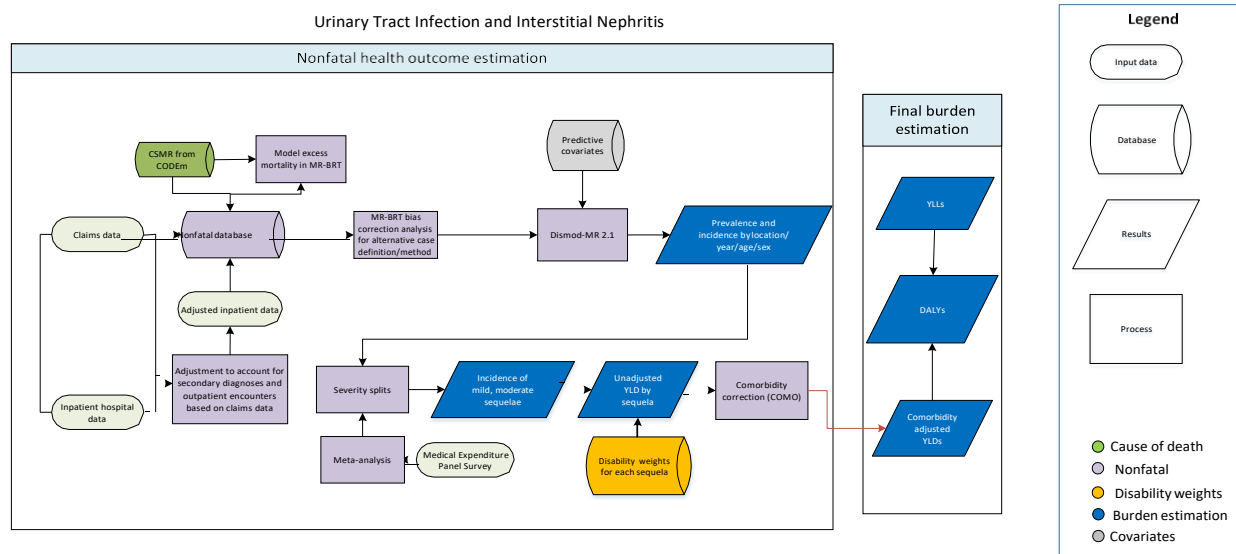 Urinary Tract Infection and Interstitial Nephritis
Nonfatal health outcome estimation
CSMR from
CODEm
Model excess
mortality in MR-BRT
Predictive
covariates
Claims data
Nonfatal database
MR-BRT bias
correction analysis
for alternative case
definition/method
Dismod-MR 2.1
Prevalence and
incidence bylocation/
year/age/sex
Adjusted inpatient data
Inpatient hospital
data
Adjustment to account for
secondary diagnoses and
outpatient encounters
based on claims data
Severity splits
Incidence of
mild, moderate
sequelae
Unadjusted
YLD by
sequela
Comorbidity
correction (COMO)
Meta-analysis
Medical Expenditure
Panel Survey
Disability weights
for each sequela
Final burden
estimation
YLLs
DALYs
Comorbidity
adjusted
YLDs
Legend
Input data
Database
Results
Process
Cause of death
Nonfatal
Disability weights
Burden estimation
Covariates